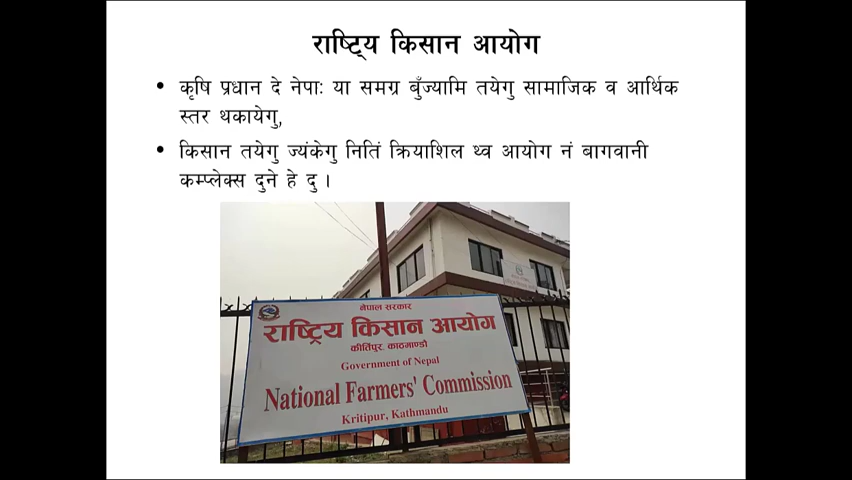 राष्ट्रिय किसान आयोग
• कृषि प्रधान दे नेपाः या समग्र बुँज्यामि तयेगु सामाजिक व आर्थिक
स्तर थकायेगु,
• किसान तयेगु ज्यंकेगु नितिं क्रियाशिल थ्व आयोग नं बागवानी
कम्प्लेक्स दुने हे दु ।
नेपाल सरकार
राष्ट्रिय किसान आयोग
कीर्तिपुर, काठमाण्डौ
Government of Nepal
National Farmers' Commission
Kritipur, Kathmandu